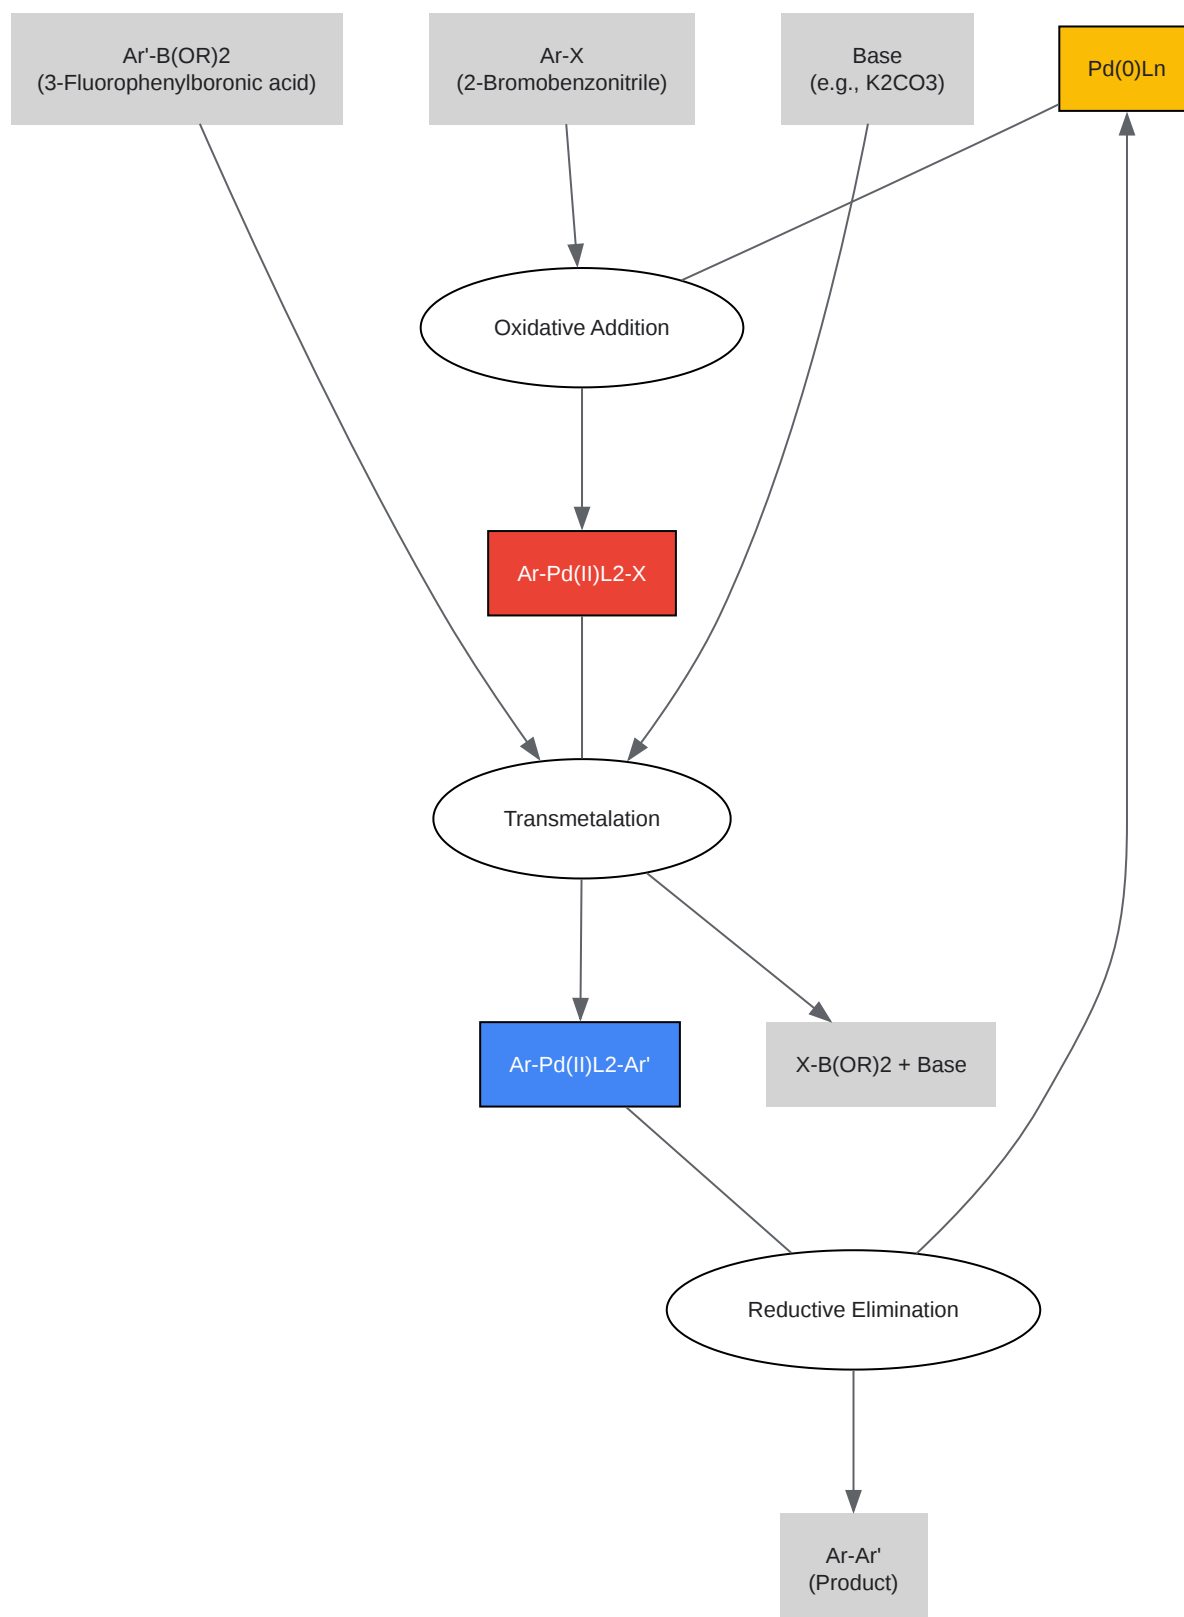 Ar'-B(OR)2
(3-Fluorophenylboronic acid)
Ar-X
(2-Bromobenzonitrile)
Base
(e.g., K2CO3)
Pd(0)Ln
Oxidative Addition
Ar-Pd(II)L2-X
Transmetalation
Ar-Pd(II)L2-Ar'
X-B(OR)2 + Base
Reductive Elimination
Ar-Ar'
(Product)